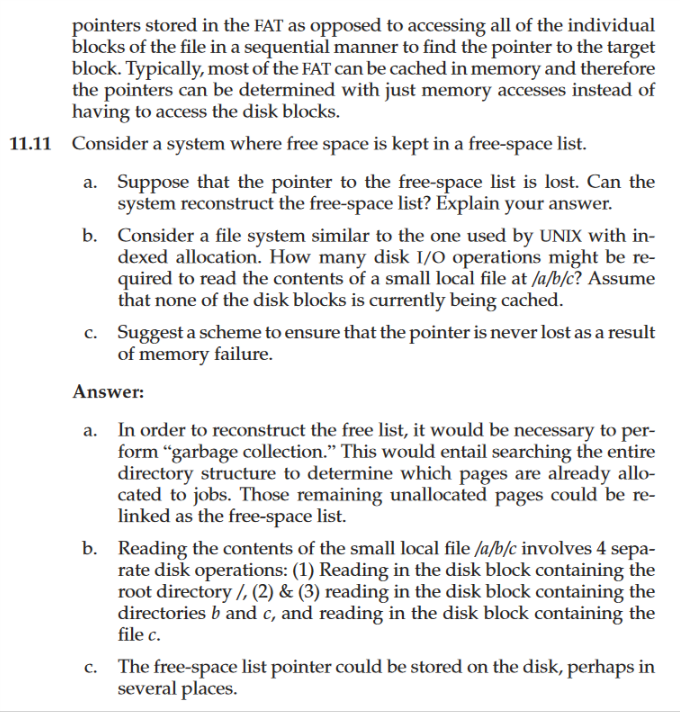 pointers stored in the FAT as opposed to accessing all of the individual
blocks of the file in a sequential manner to find the pointer to the target
block. Typically, most of the FAT can be cached in memory and therefore
the pointers can be determined with just memory accesses instead of
having to access the disk blocks.
11.11 Consider a system where free space is kept in a free-space list.
a. Suppose that the pointer to the free-space list is lost. Can the
system reconstruct the free-space list? Explain your answer.
b. Consider a file system similar to the one used by UNIX with in-
dexed allocation. How many disk I/O operations might be re-
quired to read the contents of a small local file at /a/b/c? Assume
that none of the disk blocks is currently being cached.
c. Suggest a scheme to ensure that the pointer is never lost as a result
of memory failure.
Answer:
a. In order to reconstruct the free list, it would be necessary to per-
form “garbage collection.” This would entail searching the entire
directory structure to determine which pages are already allo-
cated to jobs. Those remaining unallocated pages could be re-
linked as the free-space list.
b. Reading the contents of the small local file /a/b/c involves 4 sepa-
rate disk operations: (1) Reading in the disk block containing the
root directory /, (2) & (3) reading in the disk block containing the
directories b and c, and reading in the disk block containing the
file c.
c. The free-space list pointer could be stored on the disk, perhaps in
several places.